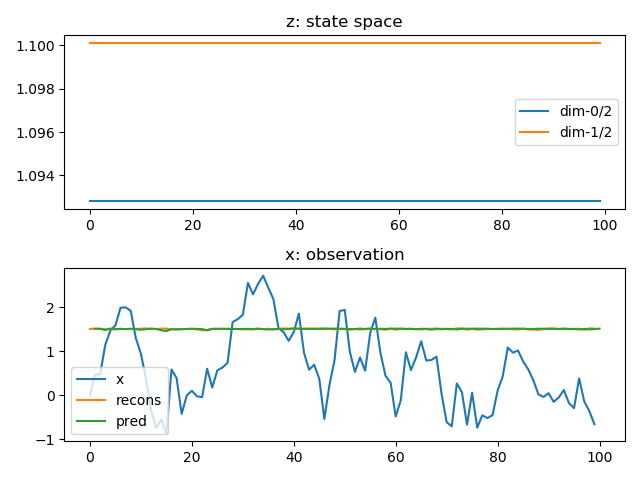 z: state space
1.100
1.098
1.096
1.094
dim-0/2
dim-1/2
0 20 40 60 80 100
x: observation
2
1
0
−1
x
recons
pred
0 20 40 60 80 100